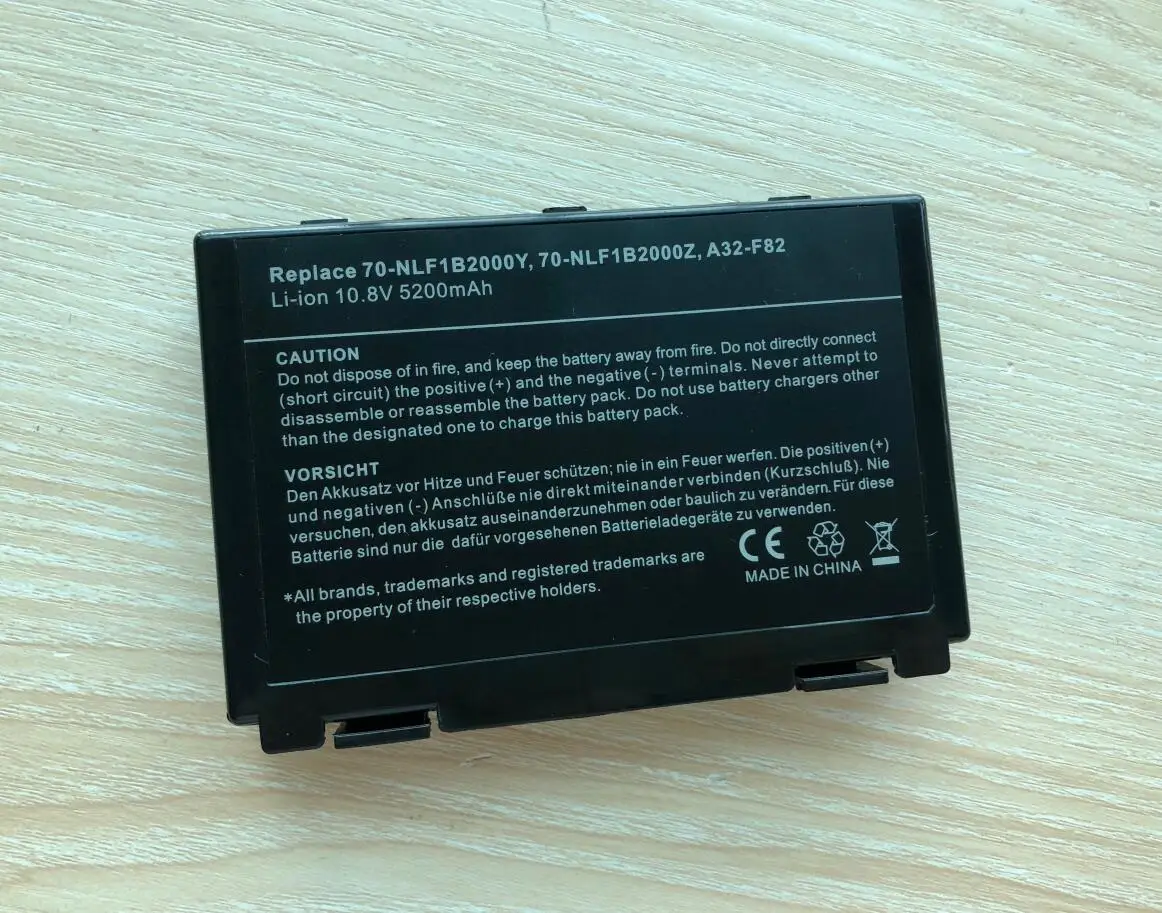 Replace 70-NLF1B2000Y, 70-NLF1B2000Z, A32-F82
Li-ion 10.8V 5200mAh
CAUTION
Do not dispose of in fire, and keep the battery away from fire. Do not directly connect
(short circuit) the positive (+) and the negative (-) terminals. Never attempt to
disassemble or reassemble the battery pack. Do not use battery chargers other
than the designated one to charge this battery pack.
VORSICHT
Den Akkusatz vor Hitze und Feuer schützen; nie in ein Feuer werfen. Die positiven (+)
und negativen (-) Anschlüße nie direkt miteinander verbinden (Kurzschluß). Nie
versuchen, den akkusatz auseinanderzunehmen oder baulich zu verändern. Für diese
Batterie sind nur die dafür vorgesehenen Batterieladegeräte zu verwenden.
CE
MADE IN CHINA
*All brands, trademarks and registered trademarks are
the property of their respective holders.